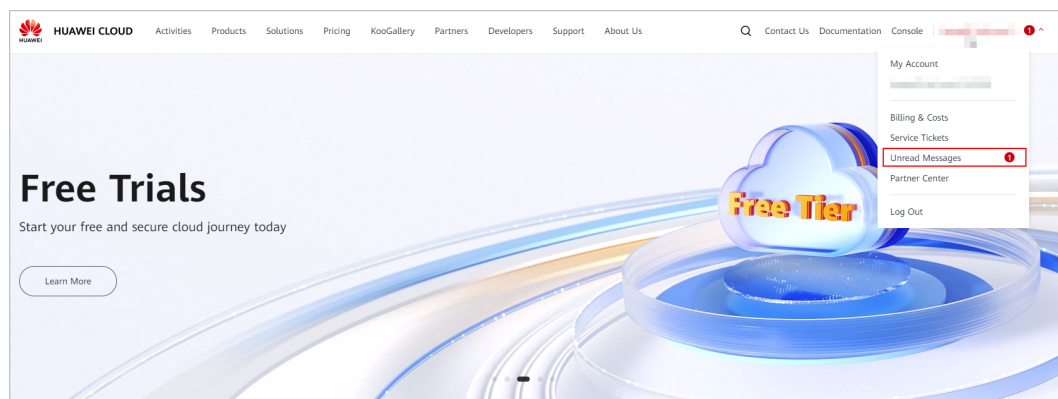 HUAWEI
HUAWEI CLOUD Activities Products Solutions Pricing KooGallery Partners Developers Support About Us Contact Us Documentation Console 1
My Account
Billing & Costs
Service Tickets
Unread Messages 1
Partner Center
Log Out
Free Trials
Start your free and secure cloud journey today
Learn More
Free Tier